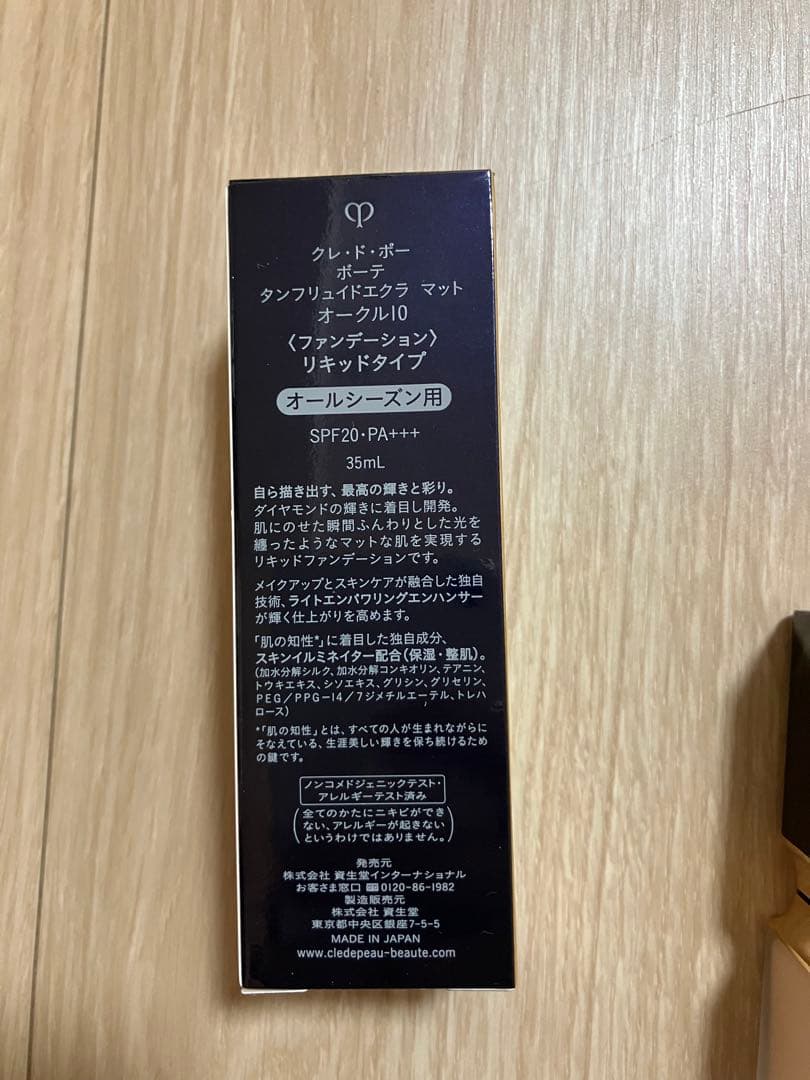 クレ・ド・ポー
ボーテ
タンフリュイドエクラ マット
オークル10
〈ファンデーション〉
リキッドタイプ
オールシーズン用
SPF20・PA+++
35mL
自ら描き出す、最高の輝きと彩り。
ダイヤモンドの輝きに着目し開発。
肌にのせた瞬間ふんわりとした光を
纏ったようなマットな肌を実現する
リキッドファンデーションです。
メイクアップとスキンケアが融合した独自
技術、ライトエンパワリングエンハンサー
が輝く仕上がりを高めます。
「肌の知性*」に着目した独自成分、
スキンイルミネイター配合(保湿・整肌)。
(加水分解シルク、加水分解コンキオリン、テアニン、
トウキエキス、シソエキス、グリシン、グリセリン、
PEG/PPG-14/7ジメチルエーテル、トレハ
ロース)
*「肌の知性」とは、すべての人が生まれながらに
そなえている、生涯美しい輝きを保ち続けるため
の鍵です。
ノンコメドジェニックテスト・
アレルギーテスト済み
(全てのかたにニキビができ
ない、アレルギーが起きない
というわけではありません。)
発売元
株式会社 資生堂インターナショナル
お客さま窓口 0120-86-1982
製造販売元
株式会社 資生堂
東京都中央区銀座7-5-5
MADE IN JAPAN
www.cledepeau-beaute.com